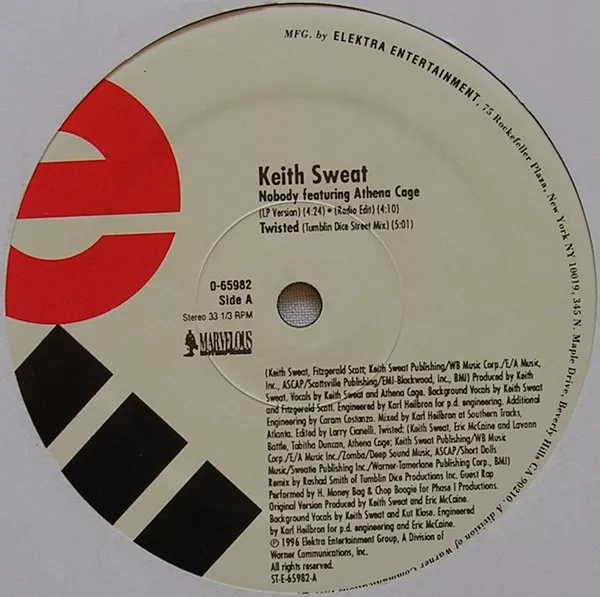 MFG. by ELEKTRA ENTERTAINMENT, 75 Rockefeller Plaza, New York NY 10019, 345 N. Maple Drive, Beverly Hills CA 90210. A division of Warner Communications
Keith Sweat
Nobody featuring Athena Cage
(LP Version) (4:24) • (Radio Edit) (4:10)
Twisted (Tumblin Dice Street Mix) (5:01)
0-65982
Side A
Stereo 33 1/3 RPM
MARVELOUS
(Keith Sweat, Fitzgerald Scott; Keith Sweat Publishing/WB Music Corp./E/A Music,
Inc., ASCAP/Scottsville Publishing/EMI-Blackwood, Inc., BMI) Produced by Keith
Sweat. Vocals by Keith Sweat and Athena Cage. Background Vocals by Keith Sweat
and Fitzgerald Scott. Engineered by Karl Heilbron for p.d. engineering. Additional
Engineering by Caram Costanzo. Mixed by Karl Heilbron at Southern Tracks,
Atlanta. Edited by Larry Cianelli. Twisted: (Keith Sweat, Eric McCaine and Lavonn
Battle, Tabitha Duncan, Athena Cage; Keith Sweat Publishing/WB Music
Corp./E/A Music Inc./Zomba/Deep Sound Music, ASCAP/Short Dolls
Music/Sweatie Publishing Inc./Warner-Tamerlane Publishing Corp., BMI)
Remix by Rashad Smith of Tumblin Dice Productions Inc. Guest Rap
Performed by H. Money Bag & Chop Boogie for Phase I Productions.
Original Version Produced by Keith Sweat and Eric McCaine.
Background Vocals by Keith Sweat and Kut Klose. Engineered
by Karl Heilbron for p.d. engineering and Eric McCaine.
℗ 1996 Elektra Entertainment Group, A Division of
Warner Communications, Inc.
All rights reserved.
ST-E-65982-A